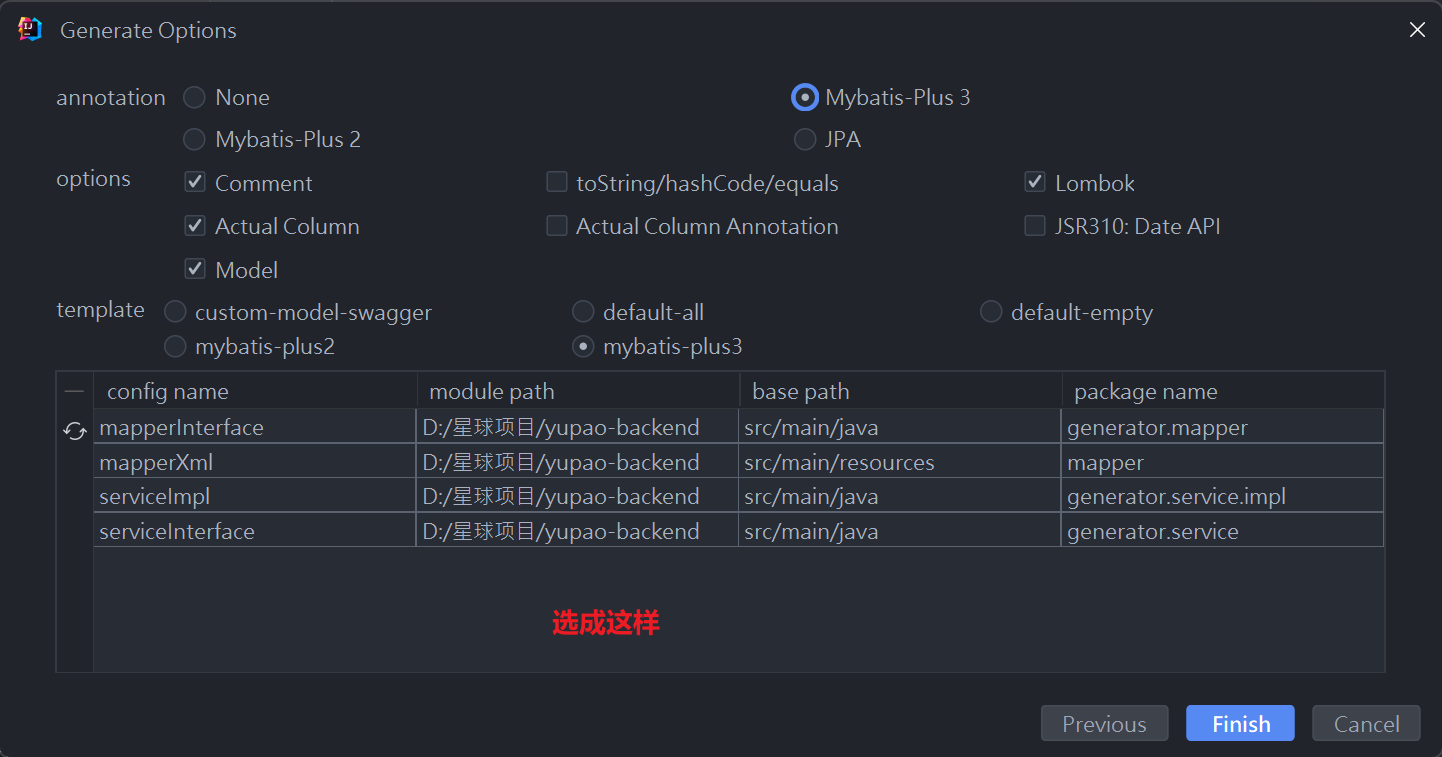 Generate Options
annotation None Mybatis-Plus 3
Mybatis-Plus 2 JPA
options Comment toString/hashCode/equals Lombok
Actual Column Actual Column Annotation JSR310: Date API
Model
template custom-model-swagger default-all default-empty
mybatis-plus2 mybatis-plus3
config name module path base path package name
mapperInterface D:/星球项目/yupao-backend src/main/java generator.mapper
mapperXml D:/星球项目/yupao-backend src/main/resources mapper
serviceImpl D:/星球项目/yupao-backend src/main/java generator.service.impl
serviceInterface D:/星球项目/yupao-backend src/main/java generator.service
选成这样
Previous Finish Cancel